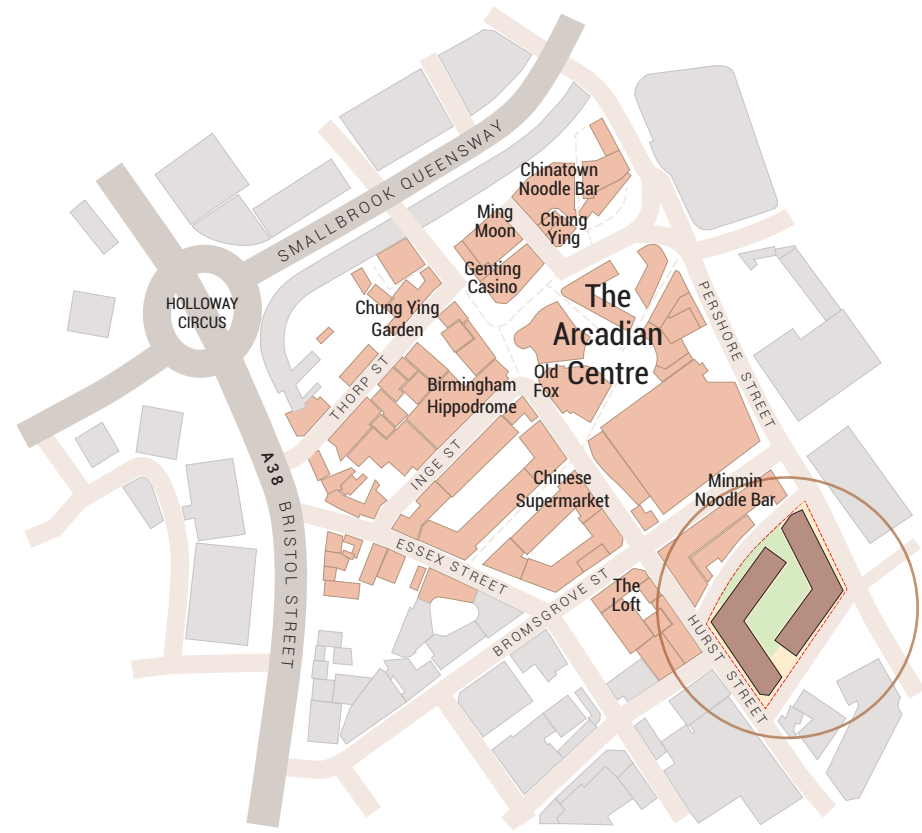 SMALLBROOK QUEENSWAY
Chinatown
Noodle Bar
Ming
Moon
Chung
Ying
Genting
Casino
HOLLOWAY
CIRCUS
Chung Ying
Garden
The
Arcadian
Centre
PERSHORE STREET
THORP ST
Birmingham
Hippodrome
Old
Fox
INGE ST
A38 BRISTOL STREET
Chinese
Supermarket
Minmin
Noodle Bar
ESSEX STREET
BROMSGROVE ST
The
Loft
HURST STREET